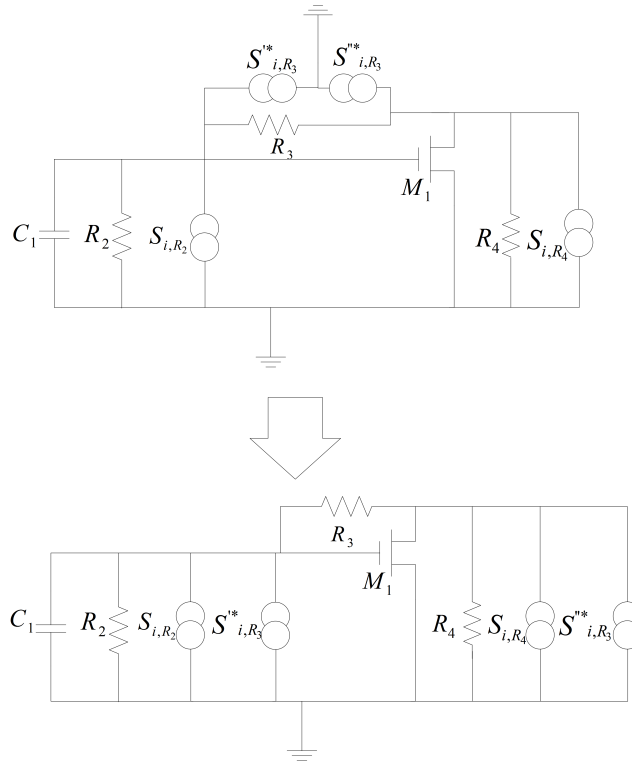 S'*i,R3 S''*i,R3
R3
M1
C1 R2 Si,R2 R4 Si,R4
R3
M1
C1 R2 Si,R2 S'*i,R3 R4 Si,R4 S''*i,R3